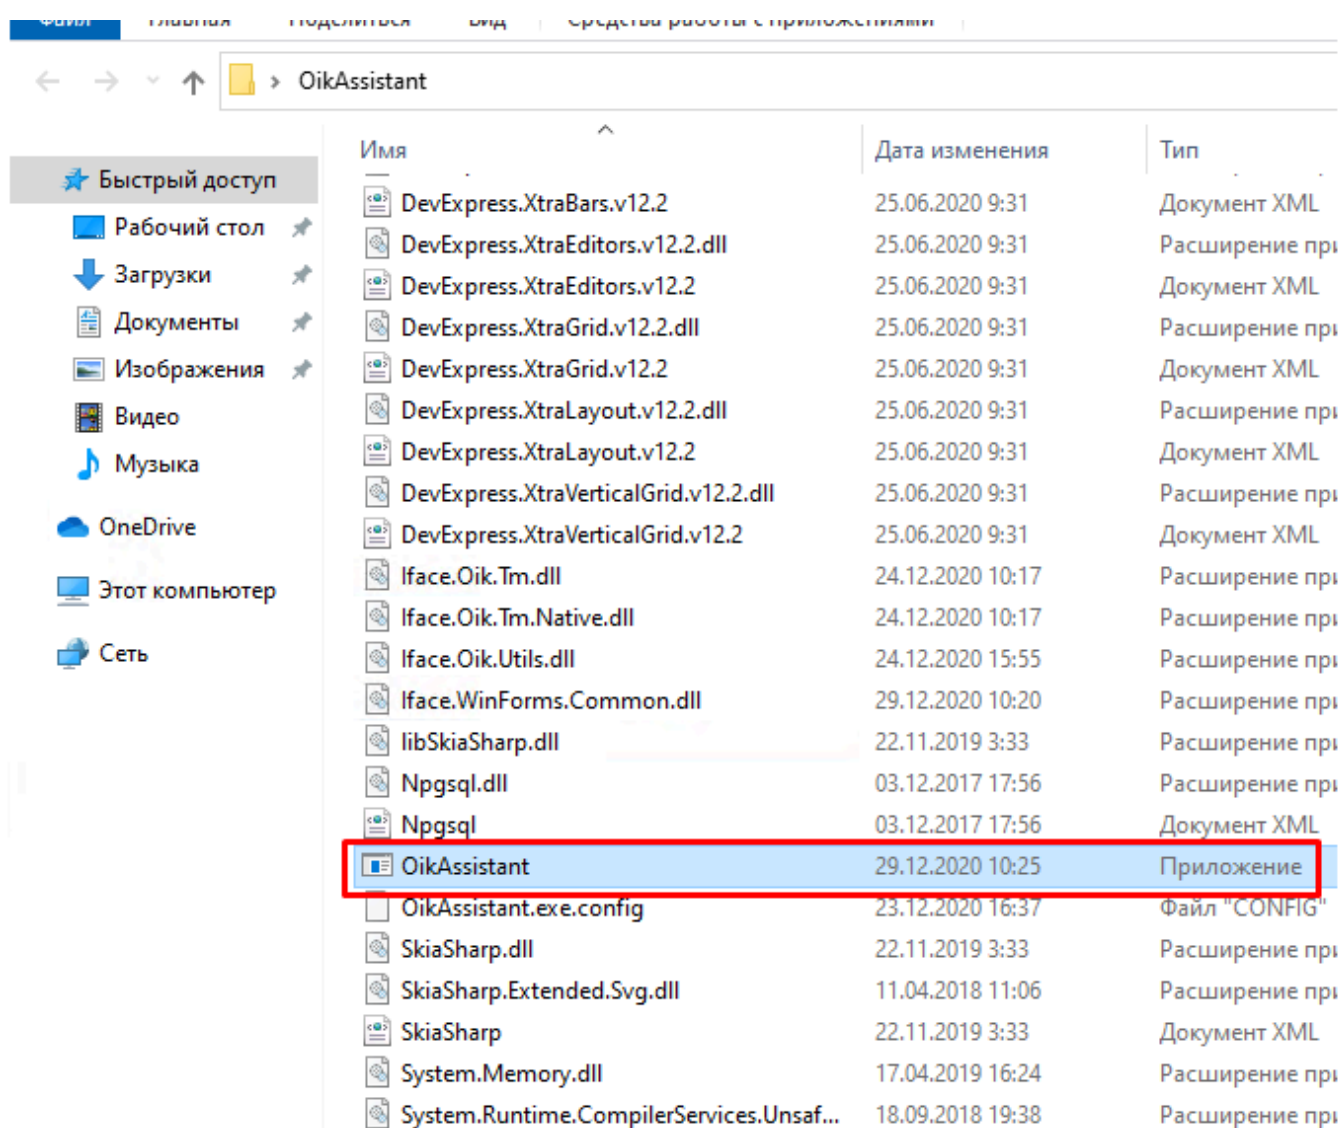 Файл Главная Поделиться Вид Средства работы с приложениями
OikAssistant
Имя Дата изменения Тип
Быстрый доступ
Рабочий стол
Загрузки
Документы
Изображения
Видео
Музыка
OneDrive
Этот компьютер
Сеть
DevExpress.XtraBars.v12.2 25.06.2020 9:31 Документ XML
DevExpress.XtraEditors.v12.2.dll 25.06.2020 9:31 Расширение при
DevExpress.XtraEditors.v12.2 25.06.2020 9:31 Документ XML
DevExpress.XtraGrid.v12.2.dll 25.06.2020 9:31 Расширение при
DevExpress.XtraGrid.v12.2 25.06.2020 9:31 Документ XML
DevExpress.XtraLayout.v12.2.dll 25.06.2020 9:31 Расширение при
DevExpress.XtraLayout.v12.2 25.06.2020 9:31 Документ XML
DevExpress.XtraVerticalGrid.v12.2.dll 25.06.2020 9:31 Расширение при
DevExpress.XtraVerticalGrid.v12.2 25.06.2020 9:31 Документ XML
Iface.Oik.Tm.dll 24.12.2020 10:17 Расширение при
Iface.Oik.Tm.Native.dll 24.12.2020 10:17 Расширение при
Iface.Oik.Utils.dll 24.12.2020 15:55 Расширение при
Iface.WinForms.Common.dll 29.12.2020 10:20 Расширение при
libSkiaSharp.dll 22.11.2019 3:33 Расширение при
Npgsql.dll 03.12.2017 17:56 Расширение при
Npgsql 03.12.2017 17:56 Документ XML
OikAssistant 29.12.2020 10:25 Приложение
OikAssistant.exe.config 23.12.2020 16:37 Файл "CONFIG"
SkiaSharp.dll 22.11.2019 3:33 Расширение при
SkiaSharp.Extended.Svg.dll 11.04.2018 11:06 Расширение при
SkiaSharp 22.11.2019 3:33 Документ XML
System.Memory.dll 17.04.2019 16:24 Расширение при
System.Runtime.CompilerServices.Unsaf... 18.09.2018 19:38 Расширение при